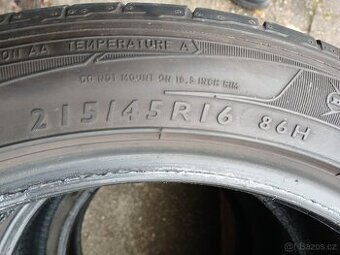 ON AA TEMPERATURE A
DO NOT MOUNT ON 16.5 INCH RIM
215/45R16 86H
Bazos.cz